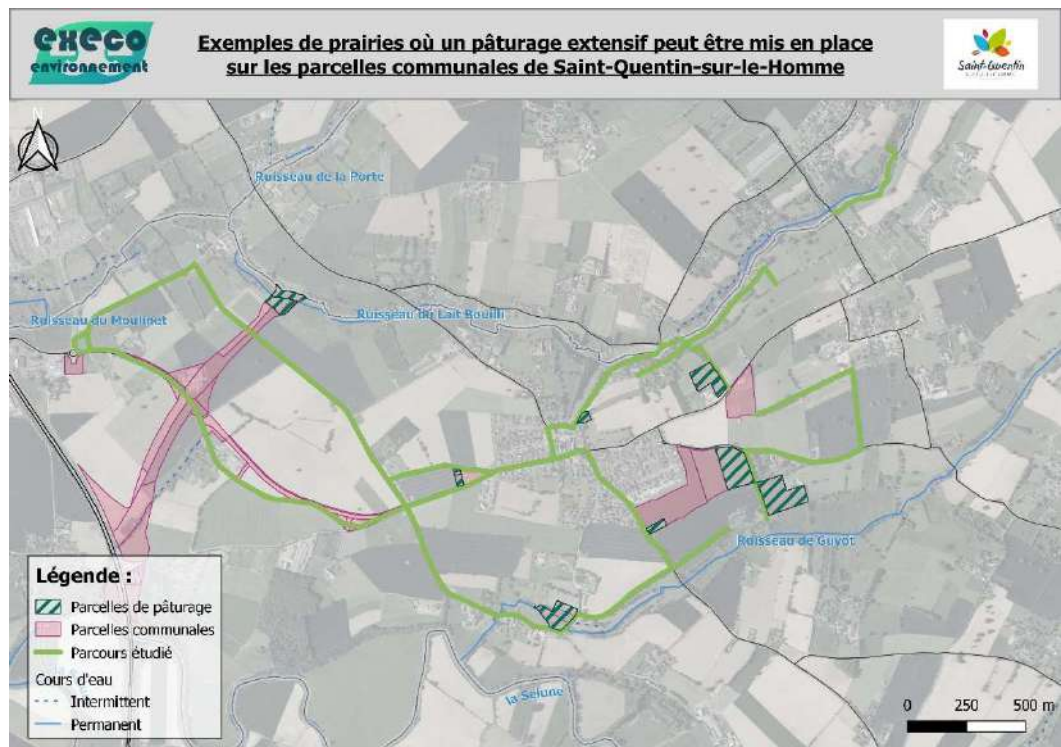 execo
environnement
Exemples de prairies où un pâturage extensif peut être mis en place
sur les parcelles communales de Saint-Quentin-sur-le-Homme
Saint-Quentin
Ruisseau de la Porte
Ruisseau du Moulinet
Ruisseau du Lait Bouilli
Ruisseau de Guyot
la Sélune
Légende :
Parcelles de pâturage
Parcelles communales
Parcours étudié
Cours d'eau
Intermittent
Permanent
0 250 500 m